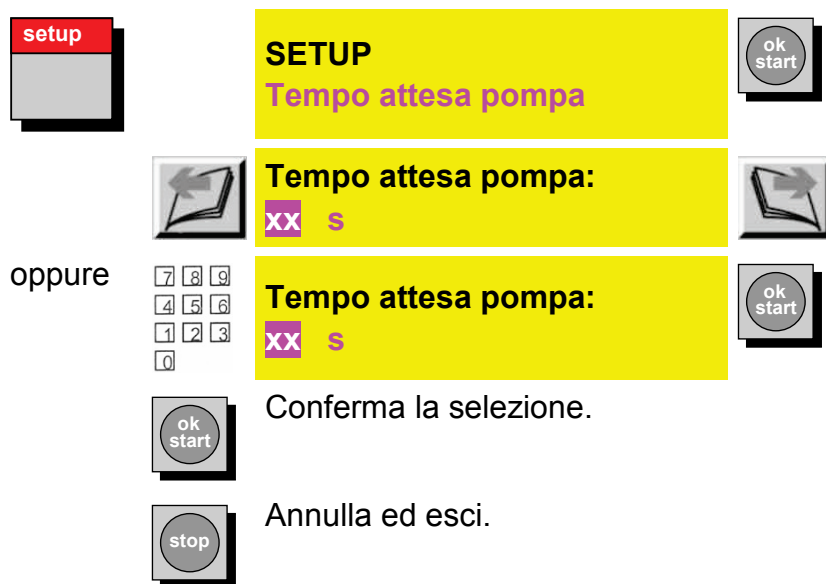 setup
SETUP
Tempo attesa pompa
ok
start
Tempo attesa pompa:
xx s
oppure
7 8 9
4 5 6
1 2 3
0
Tempo attesa pompa:
xx s
ok
start
ok
start
Conferma la selezione.
stop
Annulla ed esci.